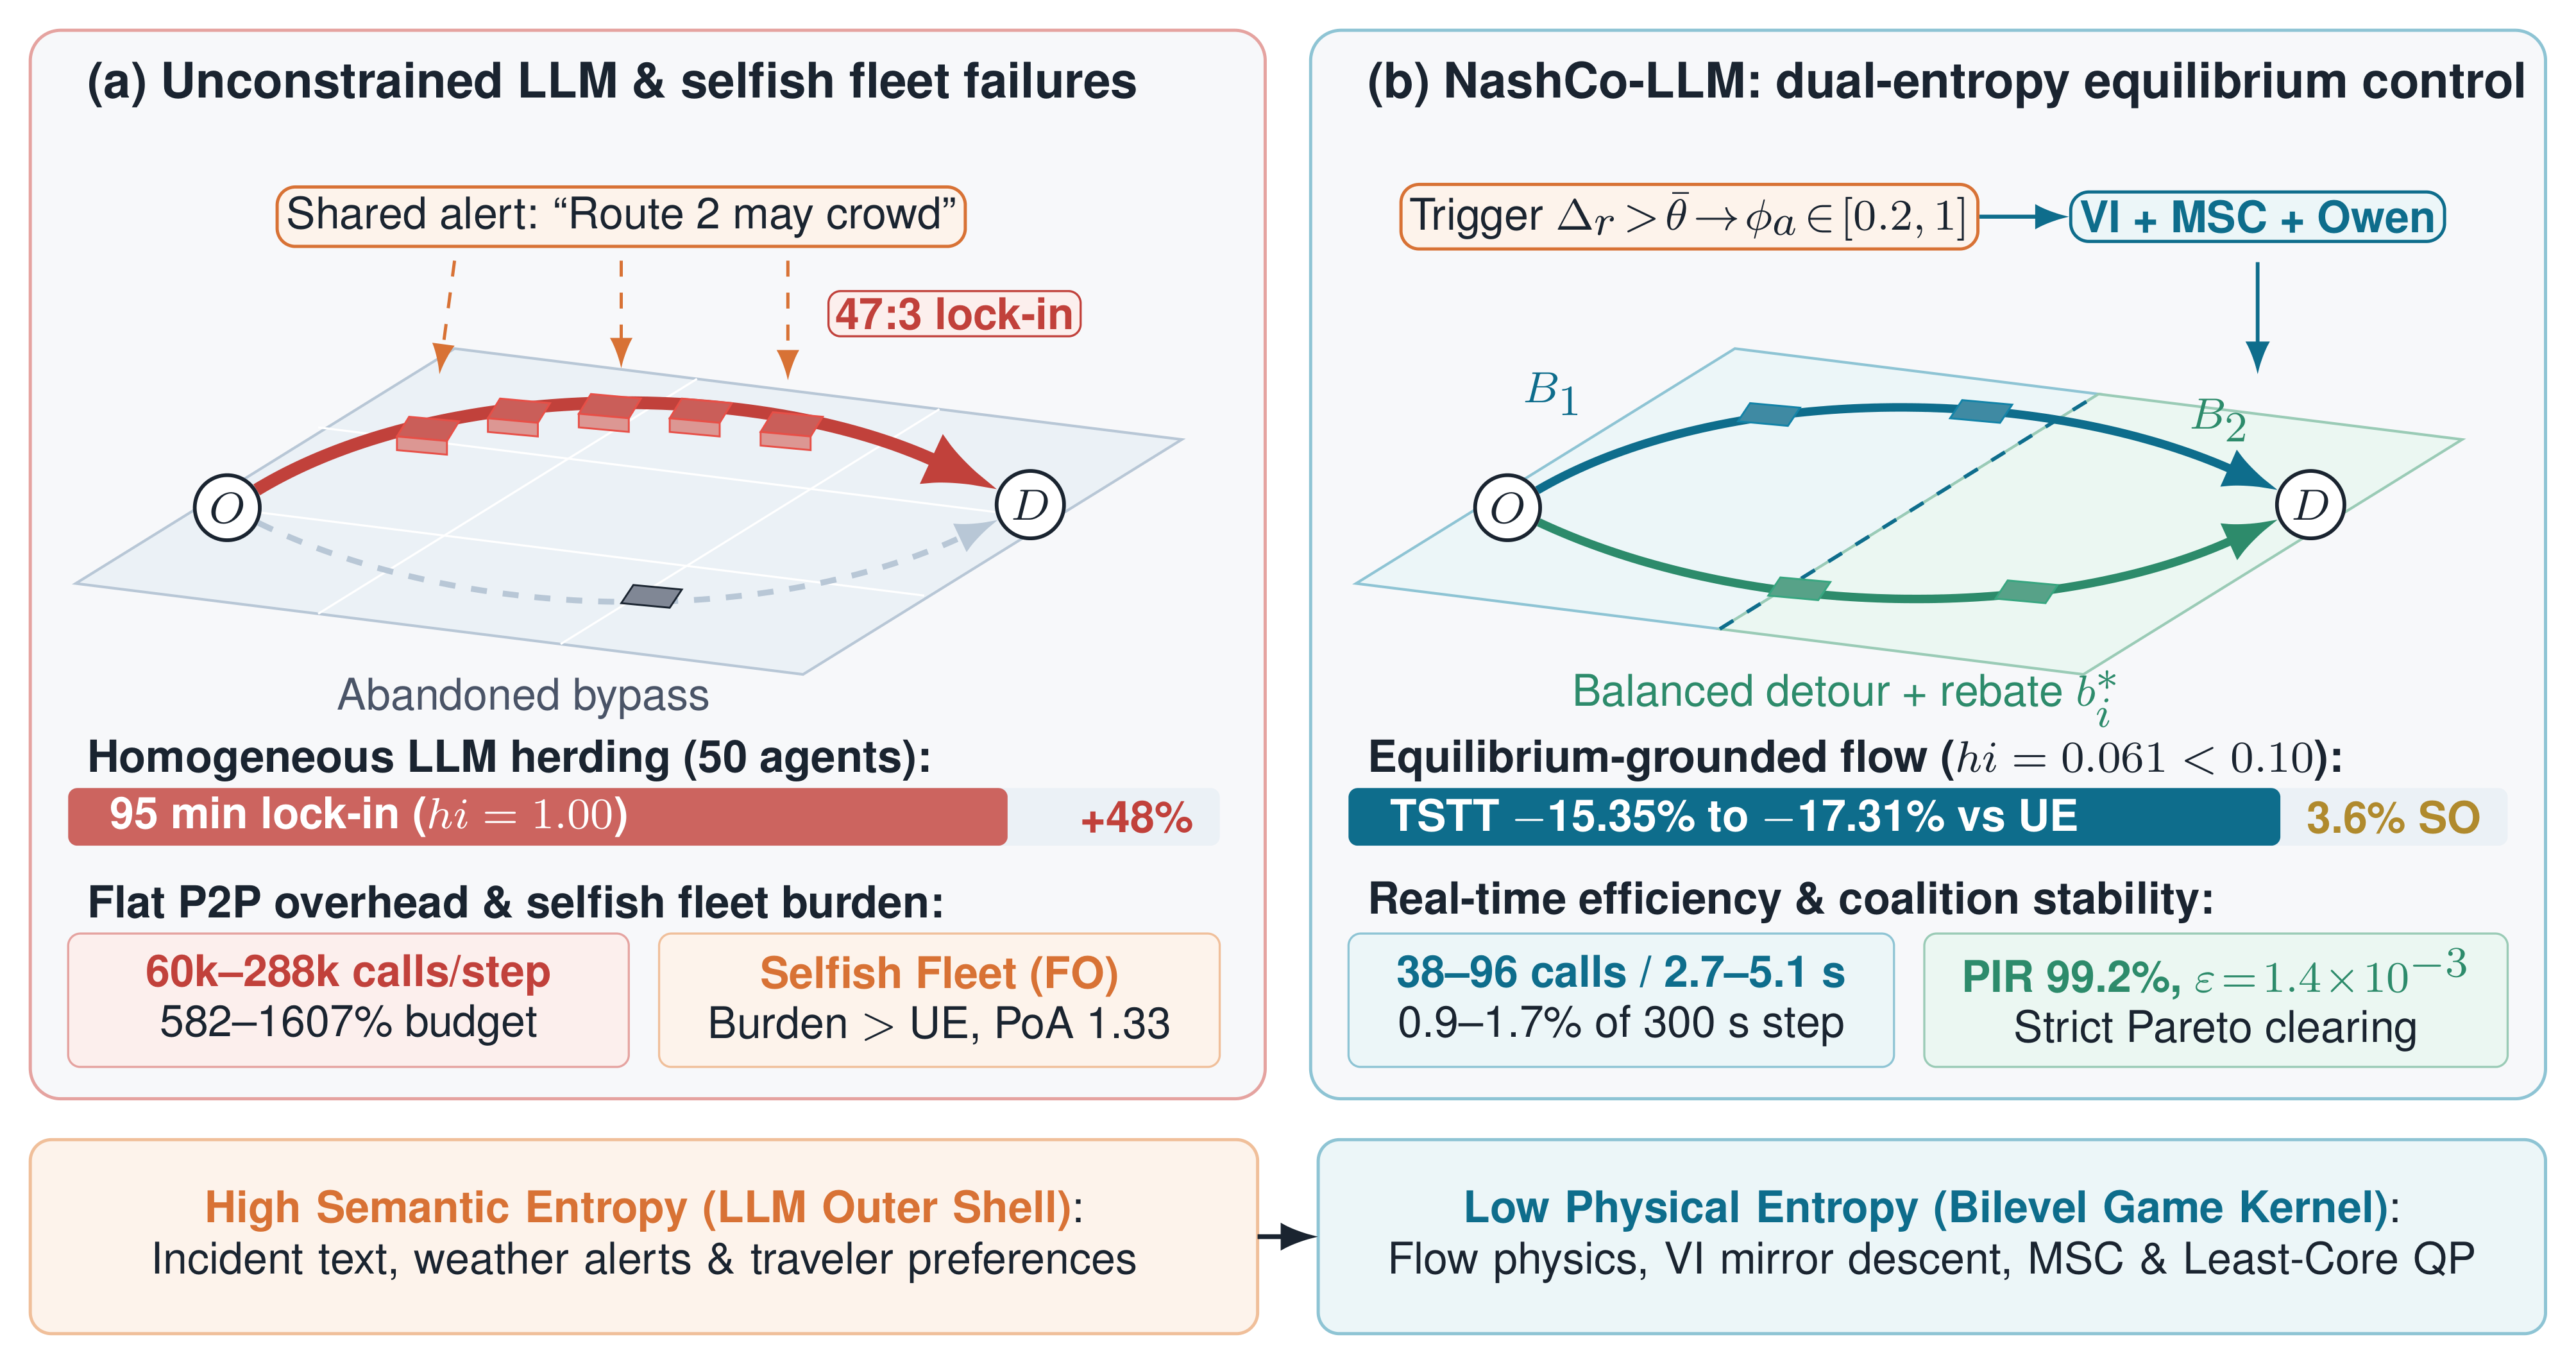 (a) Unconstrained LLM & selfish fleet failures
Shared alert: “Route 2 may crowd”
47:3 lock-in
O
D
Abandoned bypass
Homogeneous LLM herding (50 agents):
95 min lock-in (hi = 1.00)
+48%
Flat P2P overhead & selfish fleet burden:
60k–288k calls/step
582–1607% budget
Selfish Fleet (FO)
Burden > UE, PoA 1.33
(b) NashCo-LLM: dual-entropy equilibrium control
Trigger Δ_r > θ̄ → ϕ_a ∈ [0.2, 1]
VI + MSC + Owen
B₁
B₂
O
D
Balanced detour + rebate b_i^*
Equilibrium-grounded flow (hi = 0.061 < 0.10):
TSTT −15.35% to −17.31% vs UE
3.6% SO
Real-time efficiency & coalition stability:
38–96 calls / 2.7–5.1 s
0.9–1.7% of 300 s step
PIR 99.2%, ε = 1.4 × 10⁻³
Strict Pareto clearing
High Semantic Entropy (LLM Outer Shell):
Incident text, weather alerts & traveler preferences
Low Physical Entropy (Bilevel Game Kernel):
Flow physics, VI mirror descent, MSC & Least-Core QP